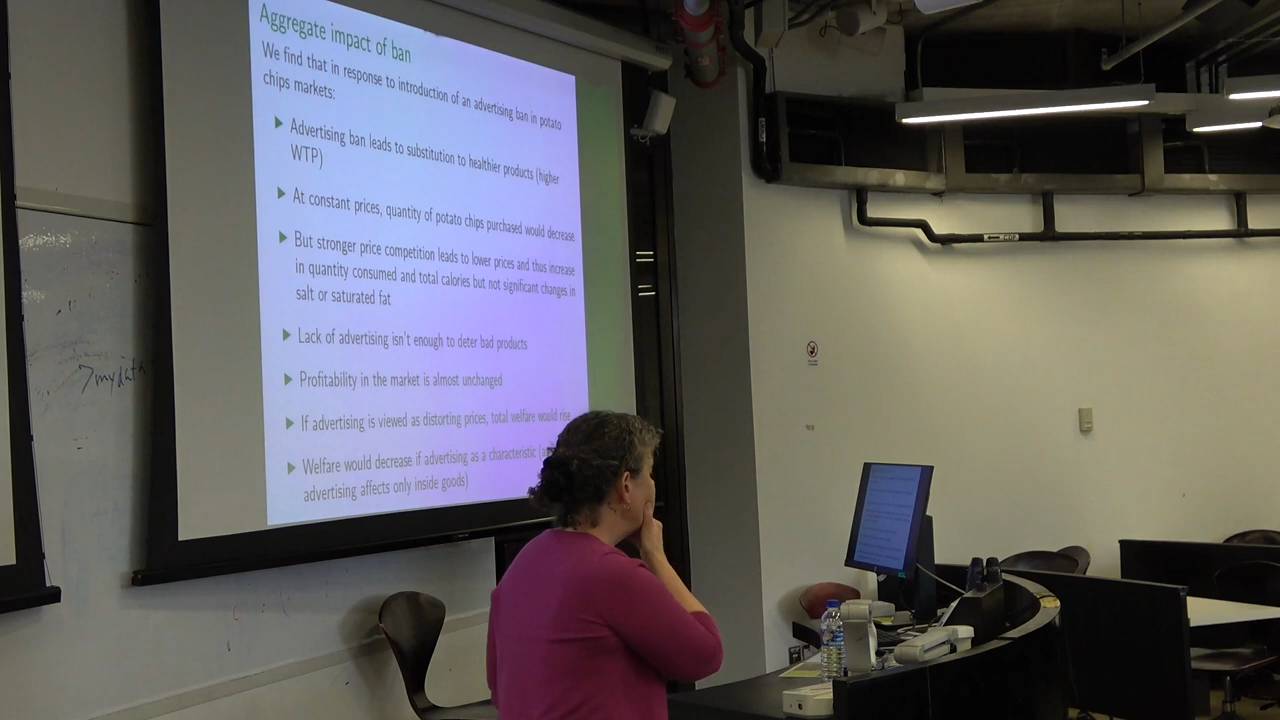 Aggregate impact of ban
We find that in response to introduction of an advertising ban in potato
chips markets:
Advertising ban leads to substitution to healthier products (higher
WTP)
At constant prices, quantity of potato chips purchased would decrease
But stronger price competition leads to lower prices and thus increase
in quantity consumed and total calories but not significant changes in
salt or saturated fat
Lack of advertising isn't enough to deter bad products
Profitability in the market is almost unchanged
If advertising is viewed as distorting prices, total welfare would rise
Welfare would decrease if advertising as a characteristic
advertising affects only inside goods)
>mydata